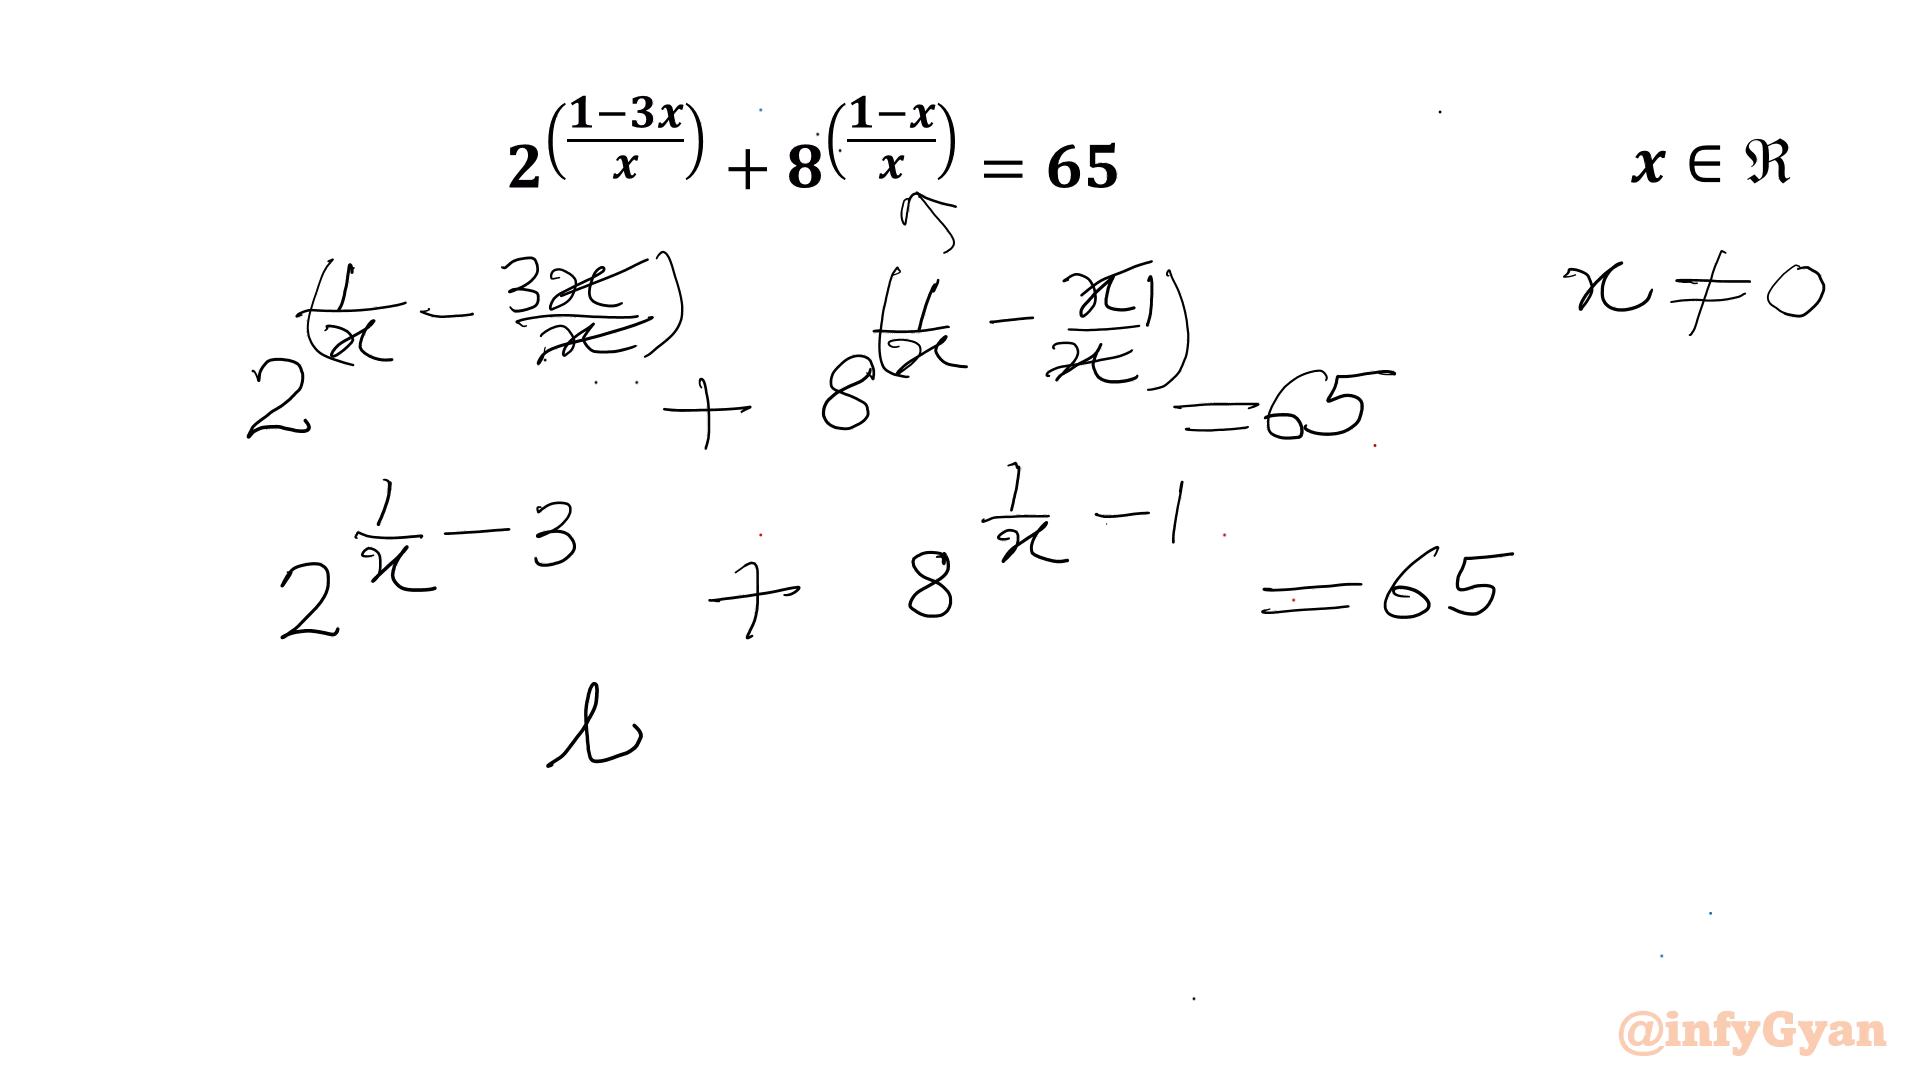 2^((1−3x)/x) + 8^((1−x)/x) = 65 x ∈ ℜ
2^(1/x − 3x/x) + 8^(1/x − x/x) = 65 x ≠ 0
2^(1/x − 3) + 8^(1/x − 1) = 65
@infyGyan